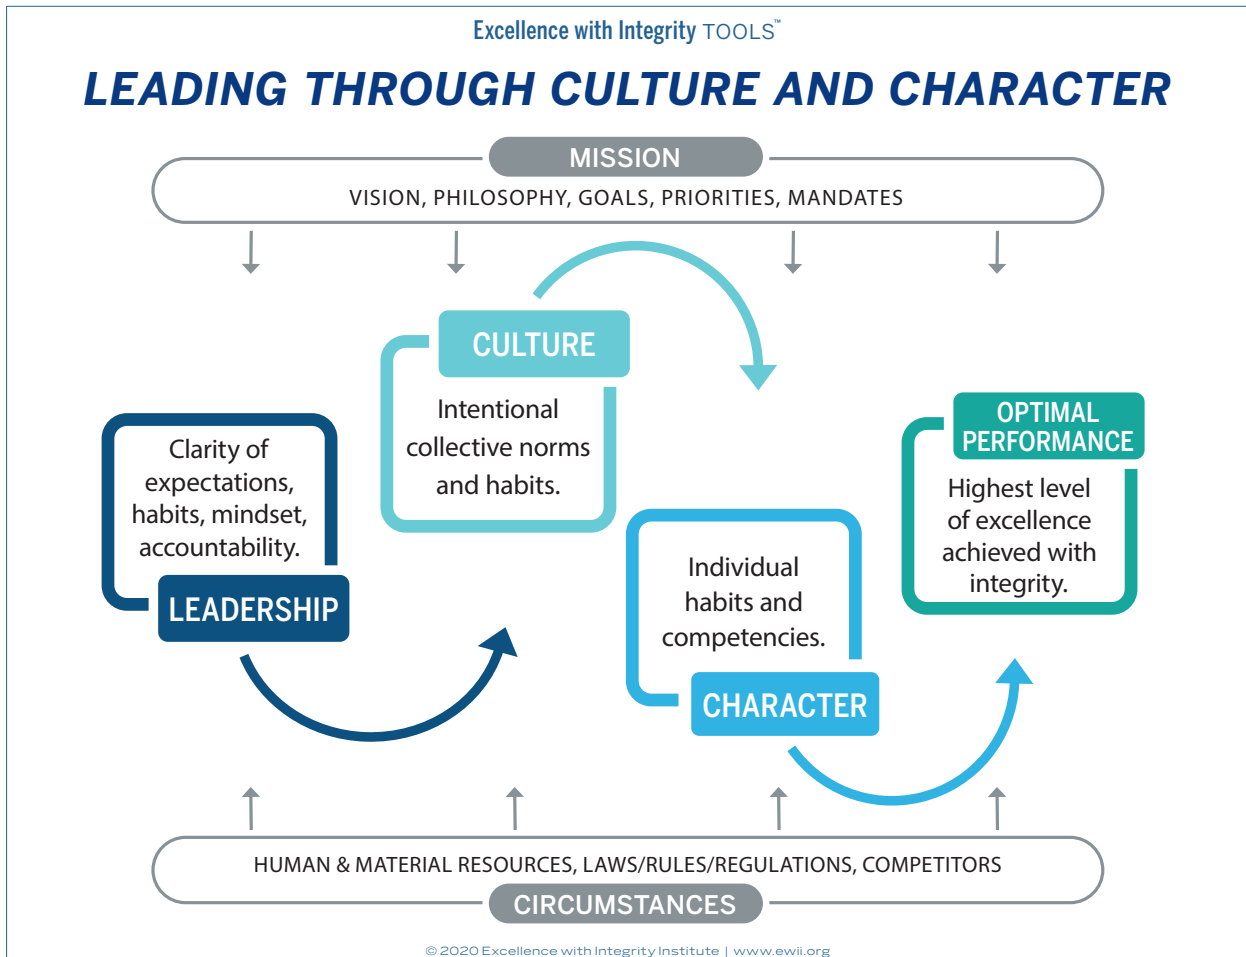 Excellence with Integrity TOOLS™
LEADING THROUGH CULTURE AND CHARACTER
MISSION
VISION, PHILOSOPHY, GOALS, PRIORITIES, MANDATES
Clarity of
expectations,
habits, mindset,
accountability.
LEADERSHIP
CULTURE
Intentional
collective norms
and habits.
Individual
habits and
competencies.
CHARACTER
OPTIMAL
PERFORMANCE
Highest level
of excellence
achieved with
integrity.
HUMAN & MATERIAL RESOURCES, LAWS/RULES/REGULATIONS, COMPETITORS
CIRCUMSTANCES
© 2020 Excellence with Integrity Institute | www.ewii.org